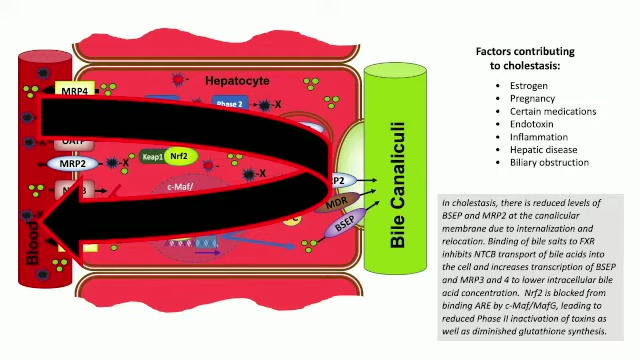 Hepatocyte
MRP4
Phase 2
X
OATP
MRP2
X
Keap1
Nrf2
X
c-Maf/
MDR
BSEP
Blood
Bile Canaliculi
Factors contributing
to cholestasis:
• Estrogen
• Pregnancy
• Certain medications
• Endotoxin
• Inflammation
• Hepatic disease
• Biliary obstruction
In cholestasis, there is reduced levels of
BSEP and MRP2 at the canalicular
membrane due to internalization and
relocation. Binding of bile salts to FXR
inhibits NTCB transport of bile acids into
the cell and increases transcription of BSEP
and MRP3 and 4 to lower intracellular bile
acid concentration. Nrf2 is blocked from
binding ARE by c-Maf/MafG, leading to
reduced Phase II inactivation of toxins as
well as diminished glutathione synthesis.